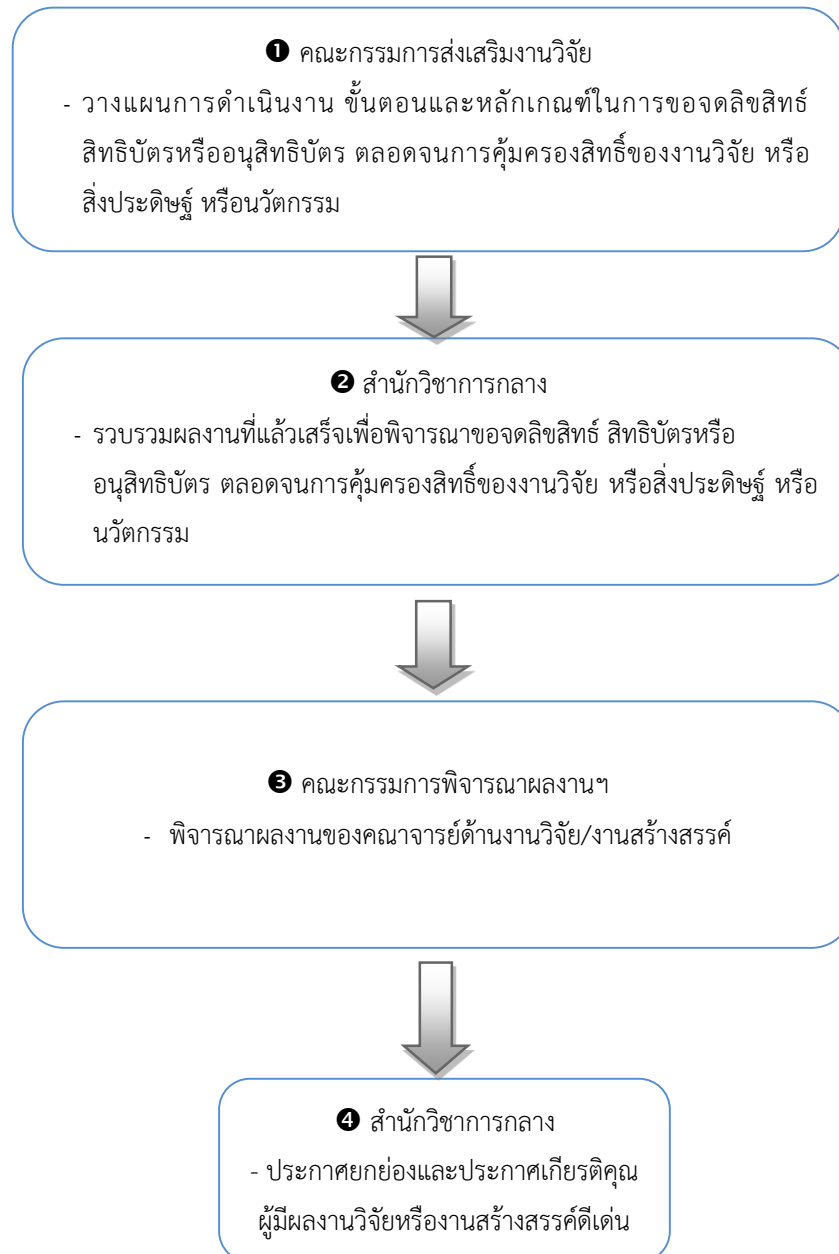 ❶ คณะกรรมการส่งเสริมงานวิจัย
- วางแผนการดำเนินงาน ขั้นตอนและหลักเกณฑ์ในการขอจดลิขสิทธ์
สิทธิบัตรหรืออนุสิทธิบัตร ตลอดจนการคุ้มครองสิทธิ์ของงานวิจัย หรือ
สิ่งประดิษฐ์ หรือนวัตกรรม
❷ สำนักวิชาการกลาง
- รวบรวมผลงานที่แล้วเสร็จเพื่อพิจารณาขอจดลิขสิทธ์ สิทธิบัตรหรือ
อนุสิทธิบัตร ตลอดจนการคุ้มครองสิทธิ์ของงานวิจัย หรือสิ่งประดิษฐ์ หรือ
นวัตกรรม
❸ คณะกรรมการพิจารณาผลงานฯ
- พิจารณาผลงานของคณาจารย์ด้านงานวิจัย/งานสร้างสรรค์
❹ สำนักวิชาการกลาง
- ประกาศยกย่องและประกาศเกียรติคุณ
ผู้มีผลงานวิจัยหรืองานสร้างสรรค์ดีเด่น